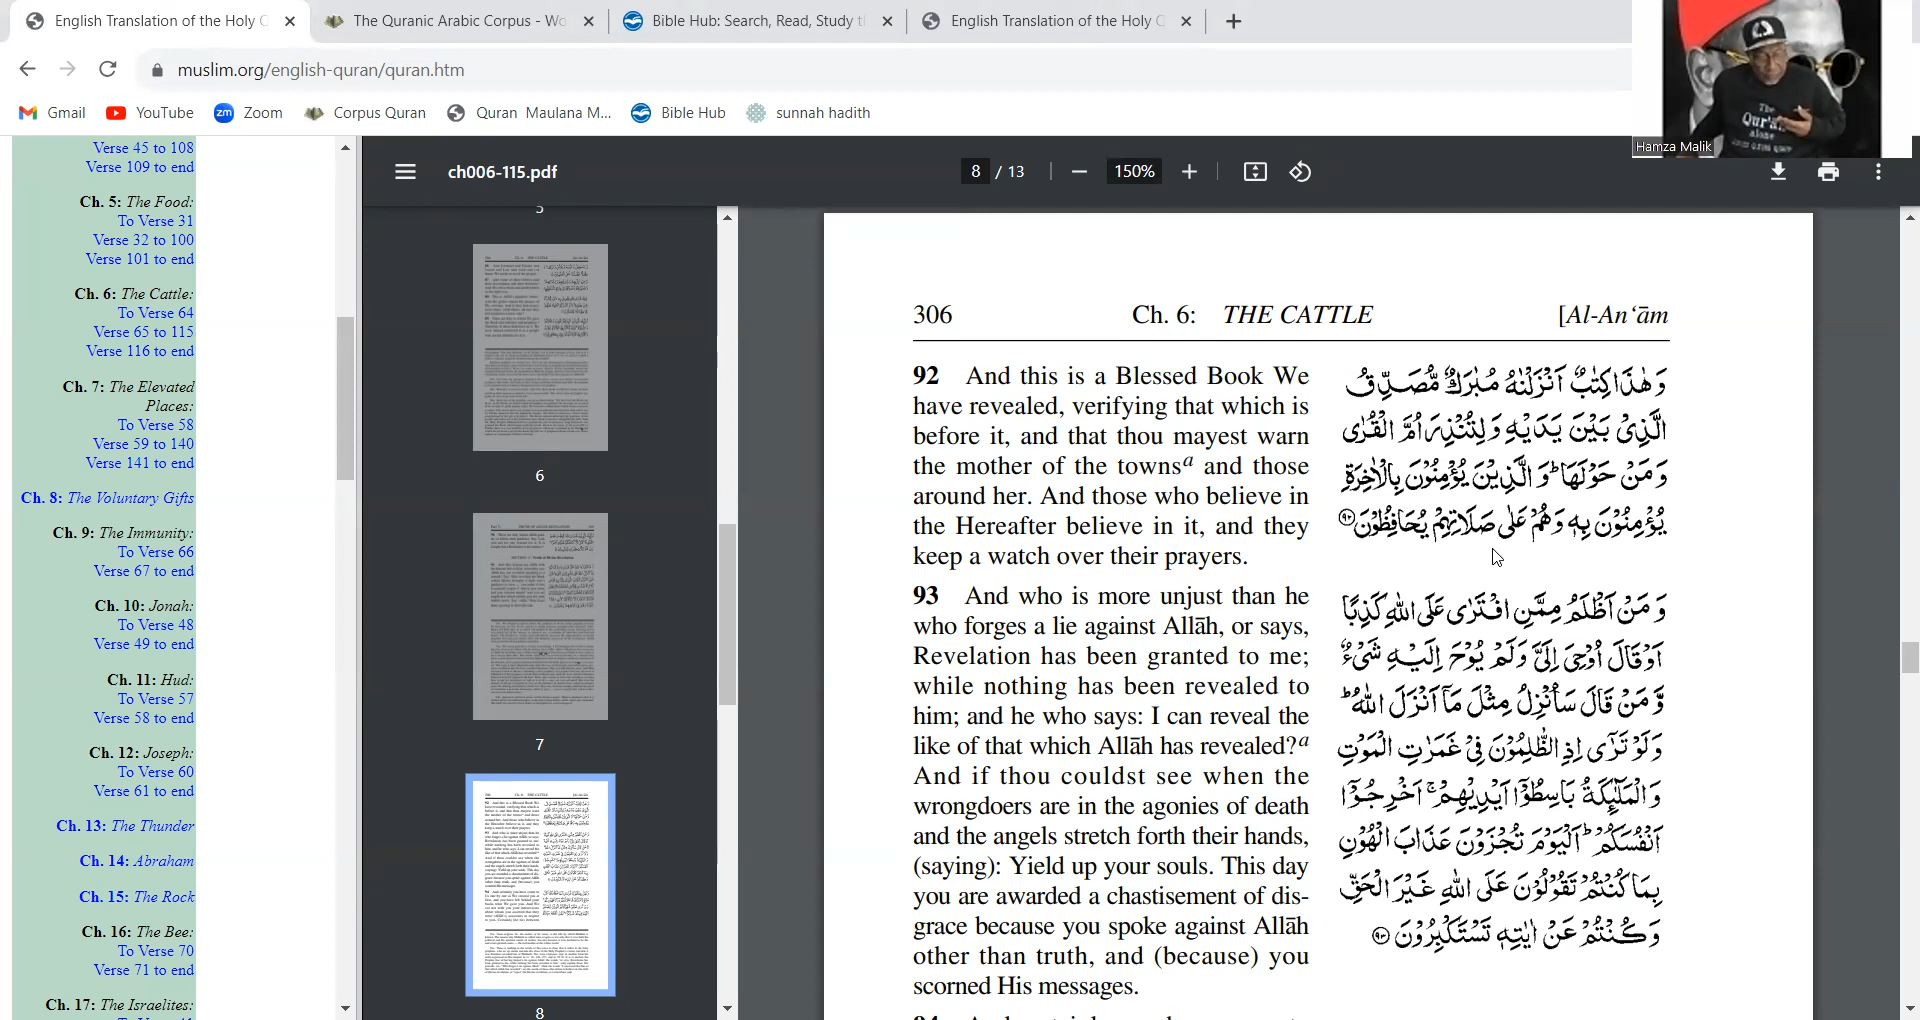 English Translation of the Holy Q
The Quranic Arabic Corpus - Wo
Bible Hub: Search, Read, Study t
English Translation of the Holy Q
muslim.org/english-quran/quran.htm
Gmail
YouTube
zm Zoom
Corpus Quran
Quran Maulana M...
Bible Hub
sunnah hadith
The
Qur'an
alone
Hamza Malik
Verse 45 to 108
Verse 109 to end
Ch. 5: The Food:
To Verse 31
Verse 32 to 100
Verse 101 to end
Ch. 6: The Cattle:
To Verse 64
Verse 65 to 115
Verse 116 to end
Ch. 7: The Elevated
Places:
To Verse 58
Verse 59 to 140
Verse 141 to end
Ch. 8: The Voluntary Gifts
Ch. 9: The Immunity:
To Verse 66
Verse 67 to end
Ch. 10: Jonah:
To Verse 48
Verse 49 to end
Ch. 11: Hud:
To Verse 57
Verse 58 to end
Ch. 12: Joseph:
To Verse 60
Verse 61 to end
Ch. 13: The Thunder
Ch. 14: Abraham
Ch. 15: The Rock
Ch. 16: The Bee:
To Verse 70
Verse 71 to end
Ch. 17: The Israelites:
ch006-115.pdf
8 / 13
150%
5
6
7
8
306 Ch. 6: THE CATTLE [Al-An‘ām
92 And this is a Blessed Book We
have revealed, verifying that which is
before it, and that thou mayest warn
the mother of the townsa and those
around her. And those who believe in
the Hereafter believe in it, and they
keep a watch over their prayers.
93 And who is more unjust than he
who forges a lie against Allāh, or says,
Revelation has been granted to me;
while nothing has been revealed to
him; and he who says: I can reveal the
like of that which Allāh has revealed?a
And if thou couldst see when the
wrongdoers are in the agonies of death
and the angels stretch forth their hands,
(saying): Yield up your souls. This day
you are awarded a chastisement of dis-
grace because you spoke against Allāh
other than truth, and (because) you
scorned His messages.
وَ هٰذَا كِتٰبٌ اَنْزَلْنٰهُ مُبٰرَكٌ مُّصَدِّقُ
الَّذِيْ بَيْنَ يَدَيْهِ وَ لِتُنْذِرَ اُمَّ الْقُرٰى
وَ مَنْ حَوْلَهَا ؕ وَ الَّذِيْنَ يُؤْمِنُوْنَ بِالْاٰخِرَةِ
يُؤْمِنُوْنَ بِهٖ وَ هُمْ عَلٰى صَلَاتِهِمْ يُحَافِظُوْنَ ۹۲
وَ مَنْ اَظْلَمُ مِمَّنِ افْتَرٰى عَلَى اللّٰهِ كَذِبًا
اَوْ قَالَ اُوْحِيَ اِلَيَّ وَ لَمْ يُوْحَ اِلَيْهِ شَيْءٌ
وَّ مَنْ قَالَ سَاُنْزِلُ مِثْلَ مَاۤ اَنْزَلَ اللّٰهُ ؕ
وَ لَوْ تَرٰۤى اِذِ الظّٰلِمُوْنَ فِيْ غَمَرٰتِ الْمَوْتِ
وَ الْمَلٰٓئِكَةُ بَاسِطُوْۤا اَيْدِيْهِمْ ۚ اَخْرِجُوْۤا
اَنْفُسَكُمْ ؕ اَلْيَوْمَ تُجْزَوْنَ عَذَابَ الْهُوْنِ
بِمَا كُنْتُمْ تَقُوْلُوْنَ عَلَى اللّٰهِ غَيْرَ الْحَقِّ
وَ كُنْتُمْ عَنْ اٰيٰتِهٖ تَسْتَكْبِرُوْنَ ۹۳